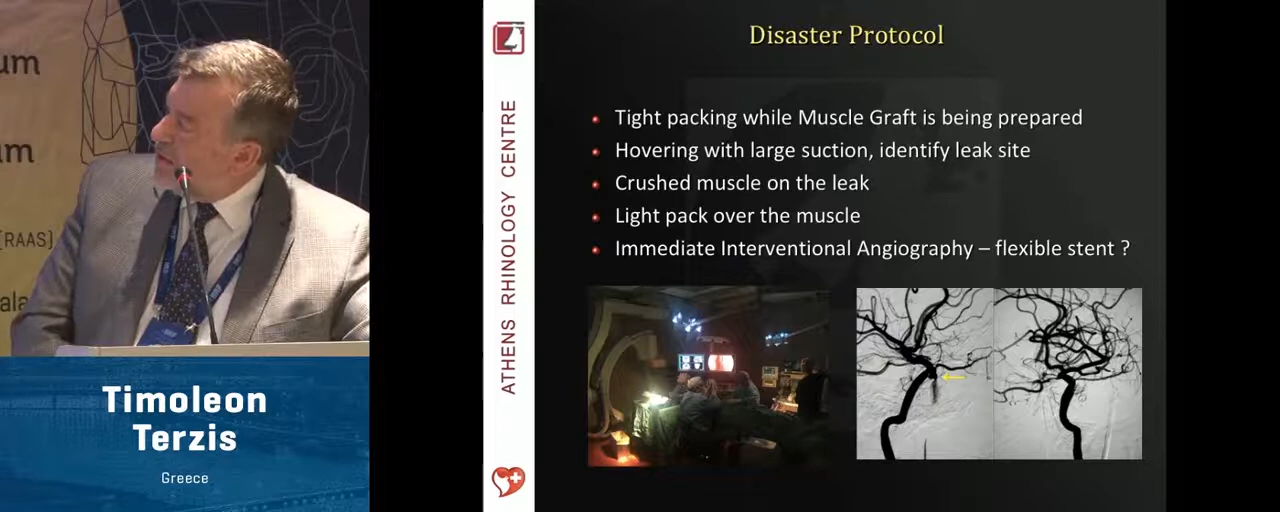 um
um
[RAAS]
ala
Timoleon
Terzis
Greece
ATHENS RHINOLOGY CENTRE
Disaster Protocol
Tight packing while Muscle Graft is being prepared
Hovering with large suction, identify leak site
Crushed muscle on the leak
Light pack over the muscle
Immediate Interventional Angiography – flexible stent ?